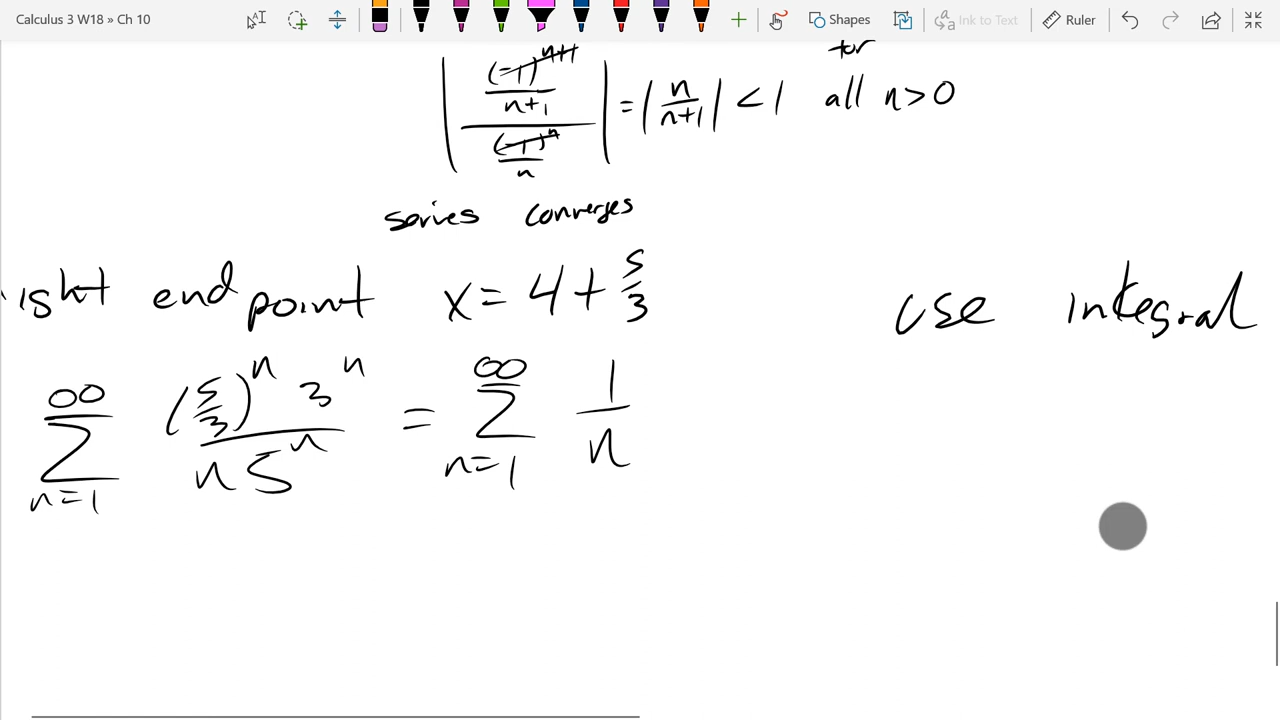 Calculus 3 W18 » Ch 10
Shapes
Ink to Text
Ruler
for
| ((-1)^(n+1) / (n+1)) / ((-1)^n / n) | = | n/(n+1) | < 1 all n > 0
series converges
ight endpoint x = 4 + 5/3
use integral
∞ Σ n=1 (5/3)^n 3^n / (n 5^n) = ∞ Σ n=1 1/n